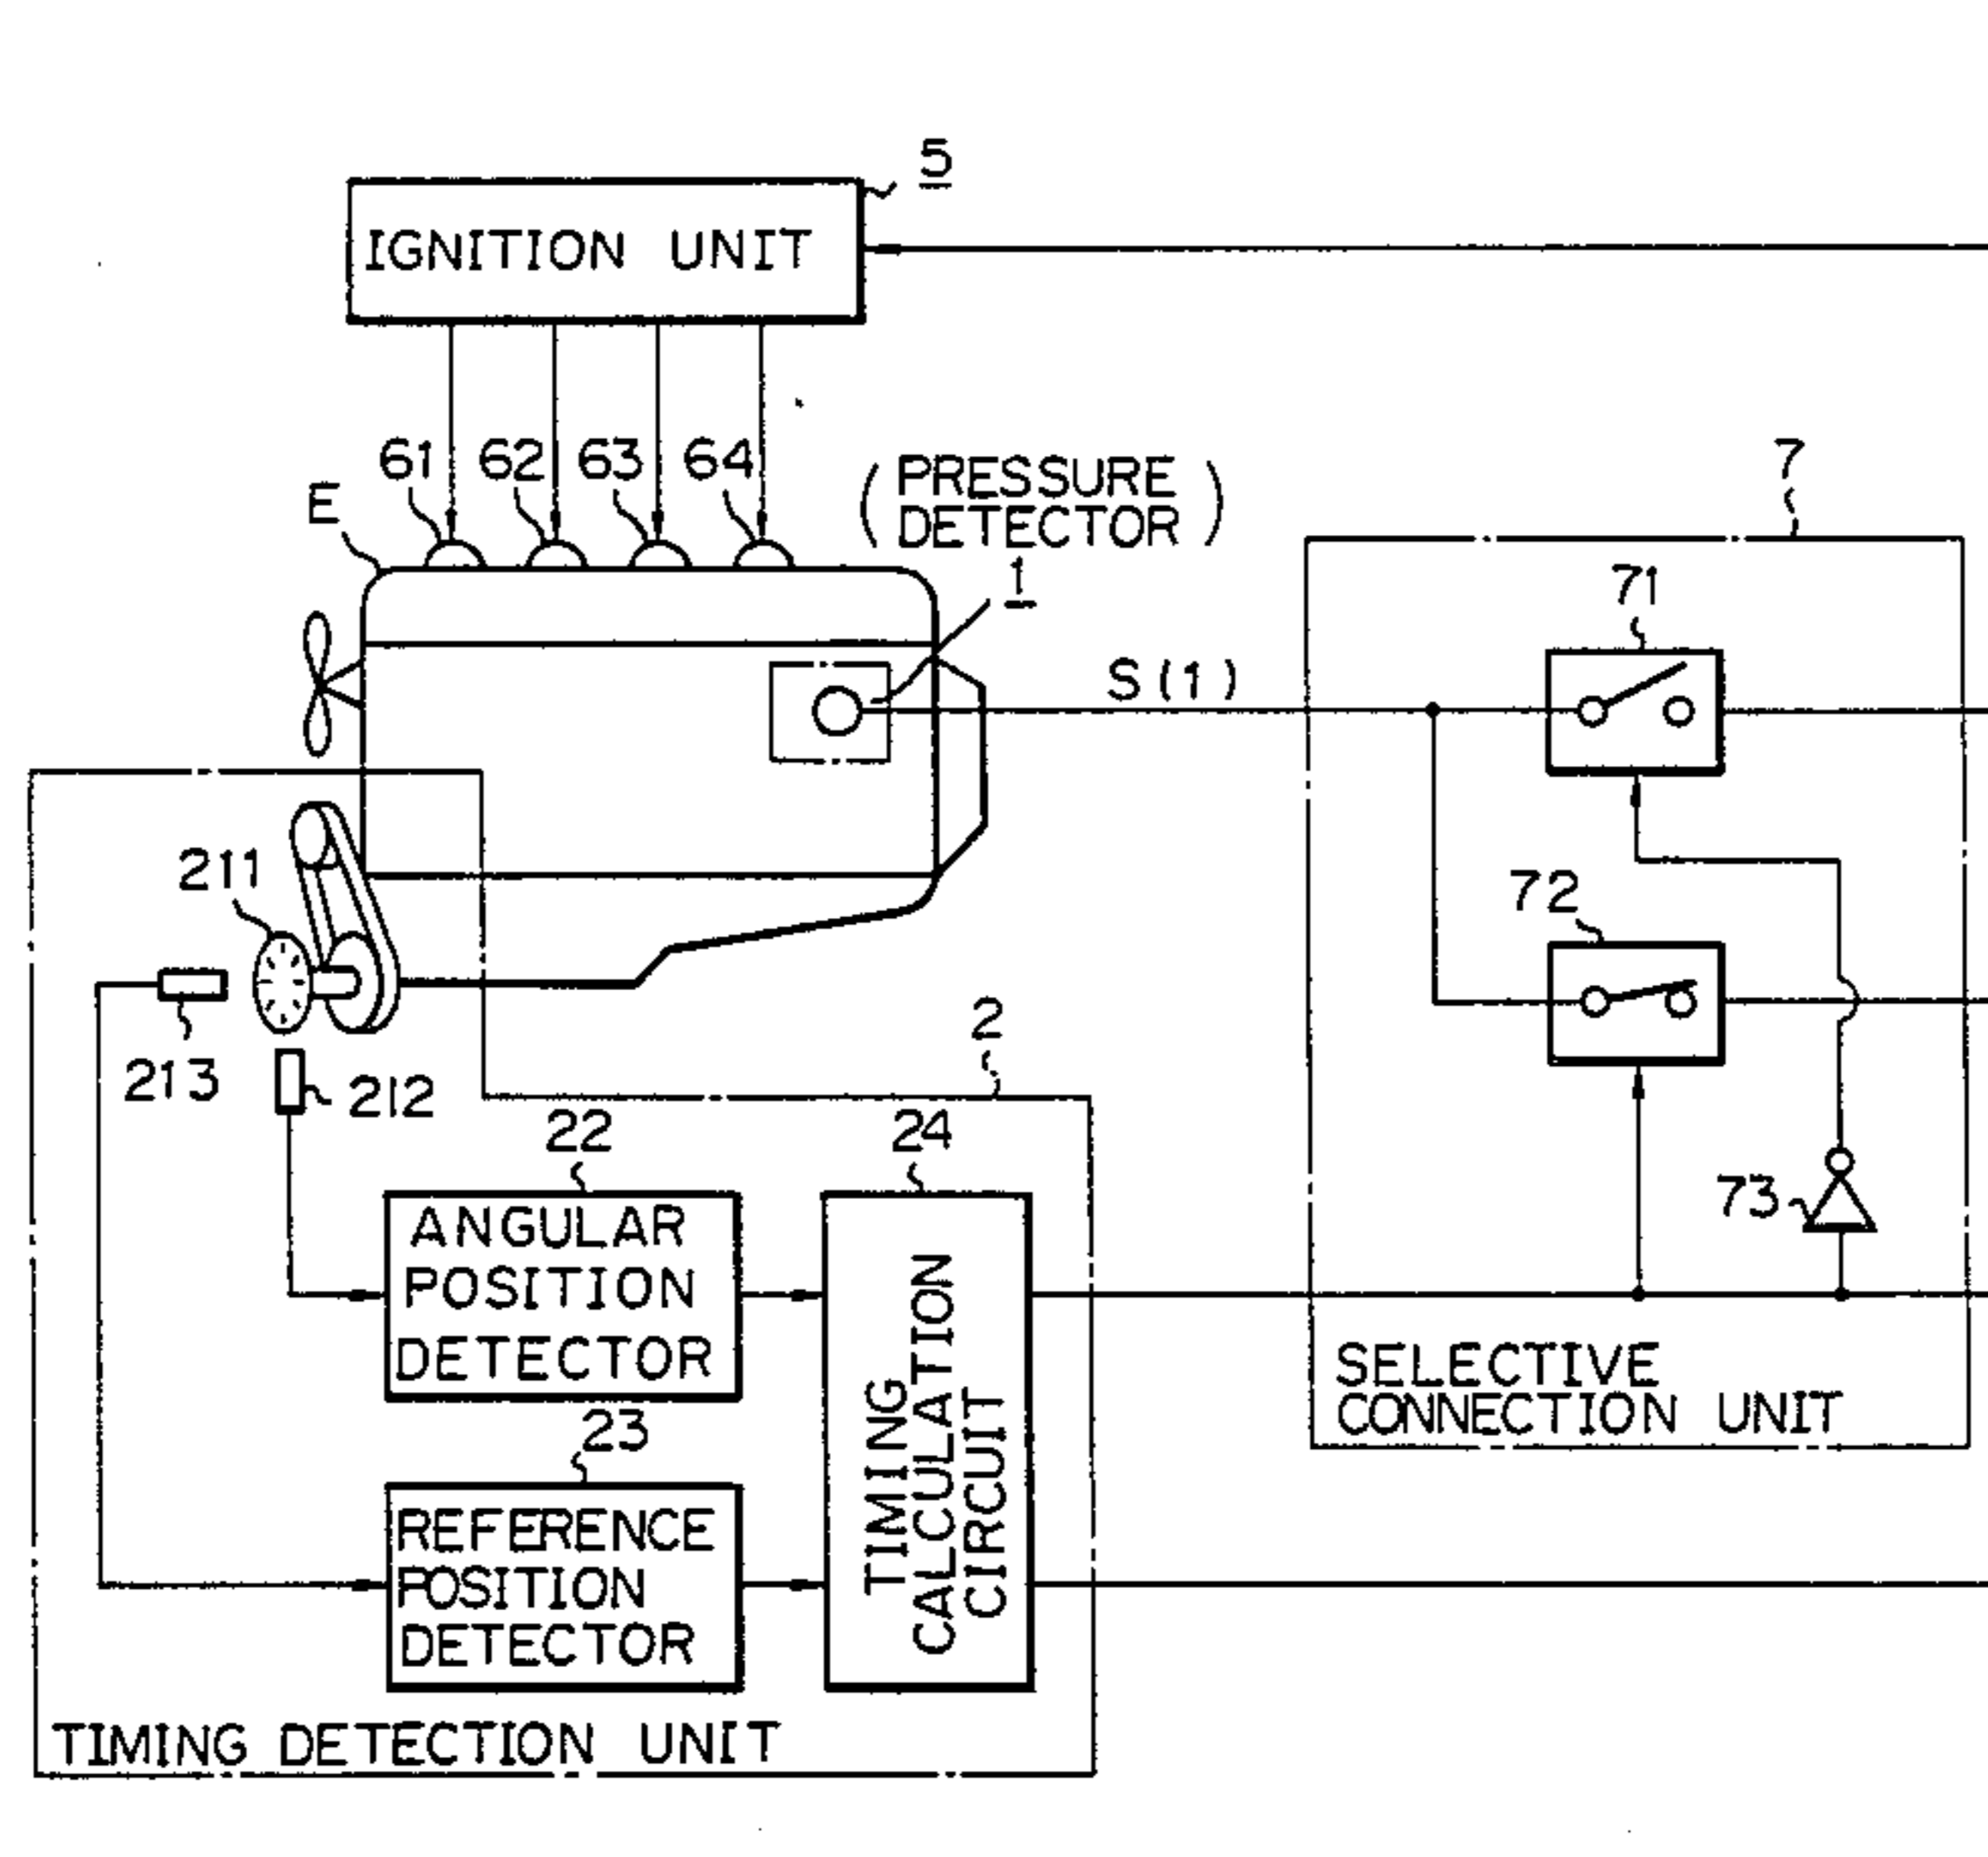 5
IGNITION UNIT
61 62 63 64
E
( PRESSURE
DETECTOR )
1
S(1)
7
71
72
73
SELECTIVE
CONNECTION UNIT
211
213
212
2
22
24
ANGULAR
POSITION
DETECTOR
23
REFERENCE
POSITION
DETECTOR
TIMING
CALCULATION
CIRCUIT
TIMING DETECTION UNIT